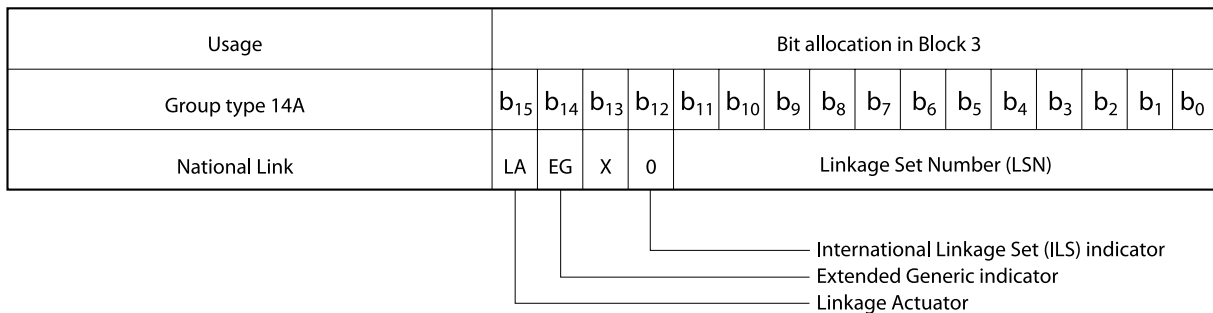 Usage Bit allocation in Block 3
Group type 14A b15 b14 b13 b12 b11 b10 b9 b8 b7 b6 b5 b4 b3 b2 b1 b0
National Link LA EG X 0 Linkage Set Number (LSN)
International Linkage Set (ILS) indicator
Extended Generic indicator
Linkage Actuator